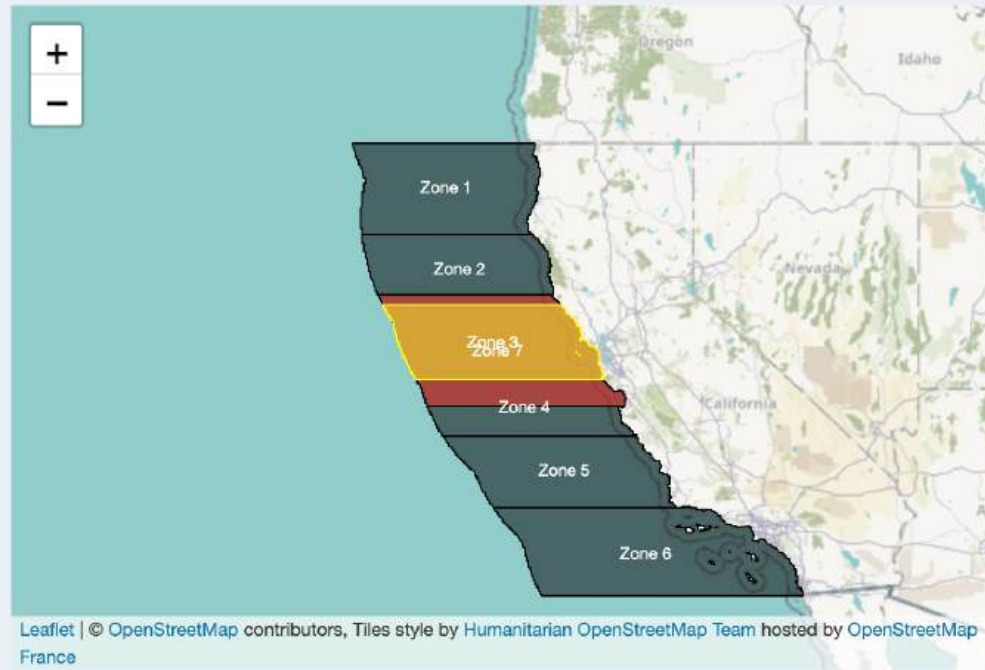 +
−
Oregon
Idaho
Zone 1
Zone 2
Nevada
Zone 3
Zone 7
California
Zone 4
Zone 5
Zone 6
Leaflet | © OpenStreetMap contributors, Tiles style by Humanitarian OpenStreetMap Team hosted by OpenStreetMap
France